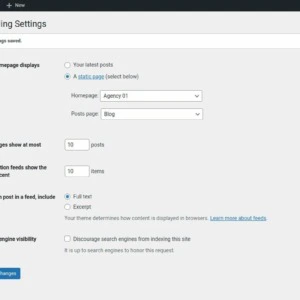 New
ing Settings
ngs saved.
omepage displays
Your latest posts
A static page (select below)
Homepage: Agency 01
Posts page: Blog
ges show at most
10 posts
tion feeds show the
cent
10 items
post in a feed, include
Full text
Excerpt
Your theme determines how content is displayed in browsers. Learn more about feeds.
engine visibility
Discourage search engines from indexing this site
It is up to search engines to honor this request.
hanges